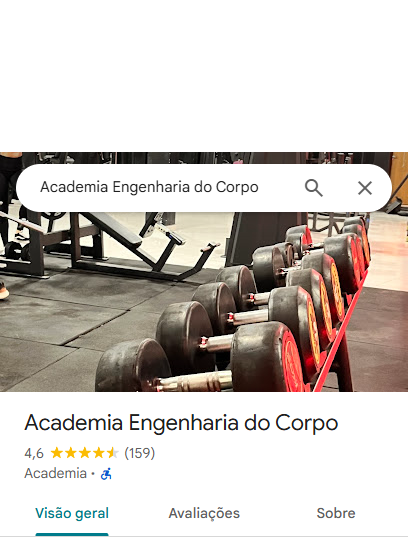 Academia Engenharia do Corpo
Academia Engenharia do Corpo
4,6 (159)
Academia ·
Visão geral Avaliações Sobre